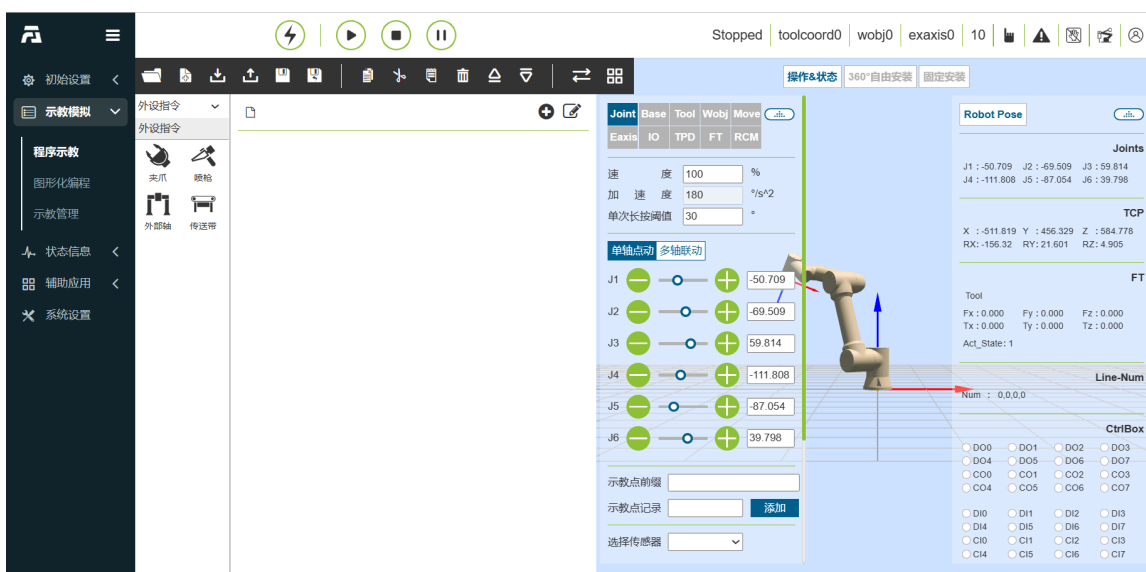 Stopped toolcoord0 wobj0 exaxis0 10
初始设置
示教模拟
程序示教
图形化编程
示教管理
状态信息
辅助应用
系统设置
外设指令
外设指令
夹爪 喷枪
外部轴 传送带
操作&状态 360°自由安装 固定安装
Joint Base Tool Wobj Move
Eaxis IO TPD FT RCM
速 度 100 %
加 速 度 180 °/s^2
单次长按阈值 30 °
单轴点动 多轴联动
J1 -50.709
J2 -69.509
J3 59.814
J4 -111.808
J5 -87.054
J6 39.798
示教点前缀
示教点记录 添加
选择传感器
Robot Pose
Joints
J1 : -50.709 J2 : -69.509 J3 : 59.814
J4 : -111.808 J5 : -87.054 J6 : 39.798
TCP
X : -511.819 Y : 456.329 Z : 584.778
RX: -156.32 RY: 21.601 RZ: 4.905
FT
Tool
Fx : 0.000 Fy : 0.000 Fz : 0.000
Tx : 0.000 Ty : 0.000 Tz : 0.000
Act_State: 1
Line-Num
Num : 0,0,0,0
CtrlBox
DO0 DO1 DO2 DO3
DO4 DO5 DO6 DO7
CO0 CO1 CO2 CO3
CO4 CO5 CO6 CO7
DI0 DI1 DI2 DI3
DI4 DI5 DI6 DI7
CI0 CI1 CI2 CI3
CI4 CI5 CI6 CI7